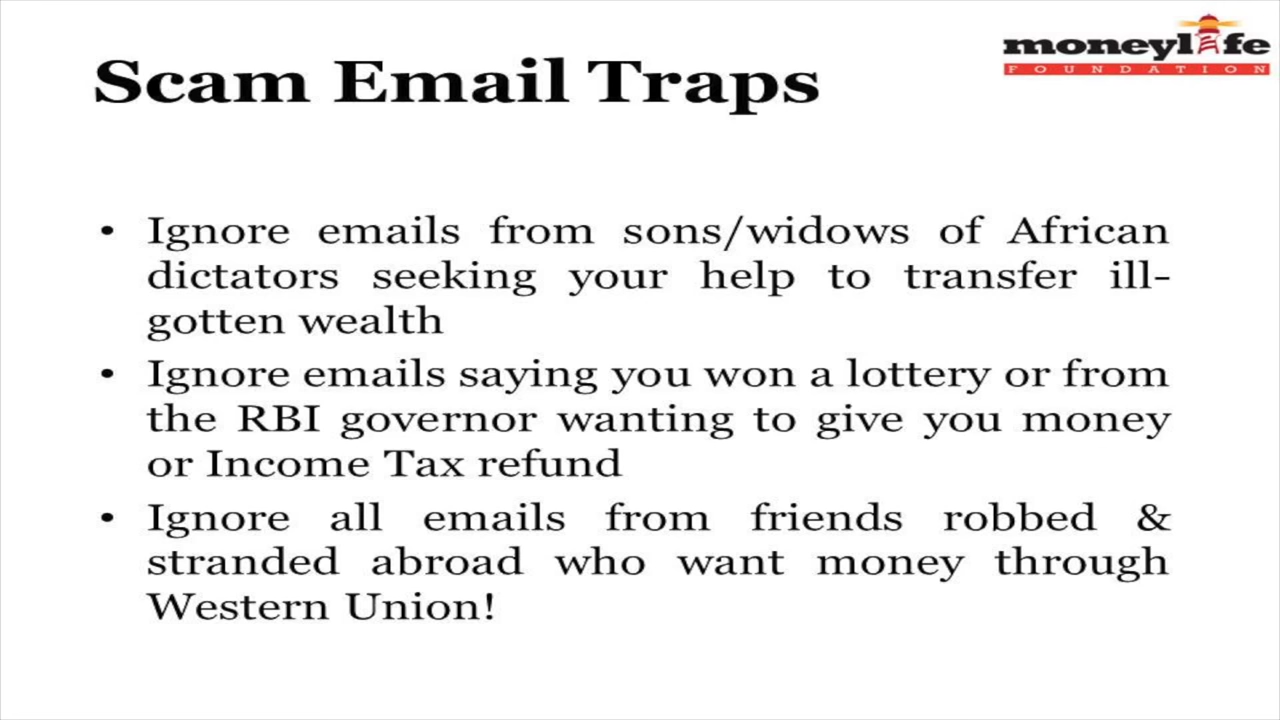 moneylife
FOUNDATION
Scam Email Traps
• Ignore emails from sons/widows of African
dictators seeking your help to transfer ill-
gotten wealth
• Ignore emails saying you won a lottery or from
the RBI governor wanting to give you money
or Income Tax refund
• Ignore all emails from friends robbed &
stranded abroad who want money through
Western Union!